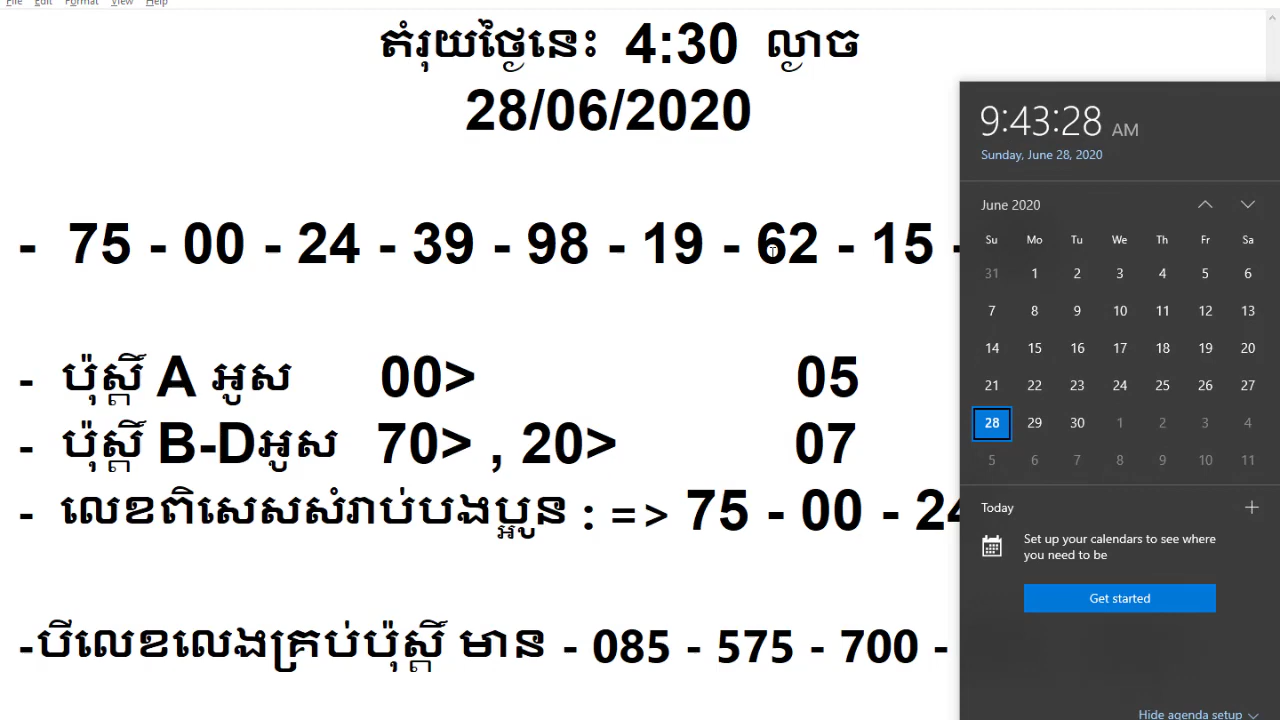 File Edit Format View Help
តំរុយថ្ងៃនេះ 4:30 ល្ងាច
28/06/2020
- 75 - 00 - 24 - 39 - 98 - 19 - 62 - 15 -
- ប៉ុស្តិ៍ A អូស 00> 05
- ប៉ុស្តិ៍ B-Dអូស 70> , 20> 07
- លេខពិសេសសំរាប់បងប្អូន : => 75 - 00 - 24
-បីលេខលេងគ្រប់ប៉ុស្តិ៍ មាន - 085 - 575 - 700 -
9:43:28 AM
Sunday, June 28, 2020
June 2020
Su Mo Tu We Th Fr Sa
31 1 2 3 4 5 6
7 8 9 10 11 12 13
14 15 16 17 18 19 20
21 22 23 24 25 26 27
28 29 30 1 2 3 4
5 6 7 8 9 10 11
Today
Set up your calendars to see where
you need to be
Get started
Hide agenda setup